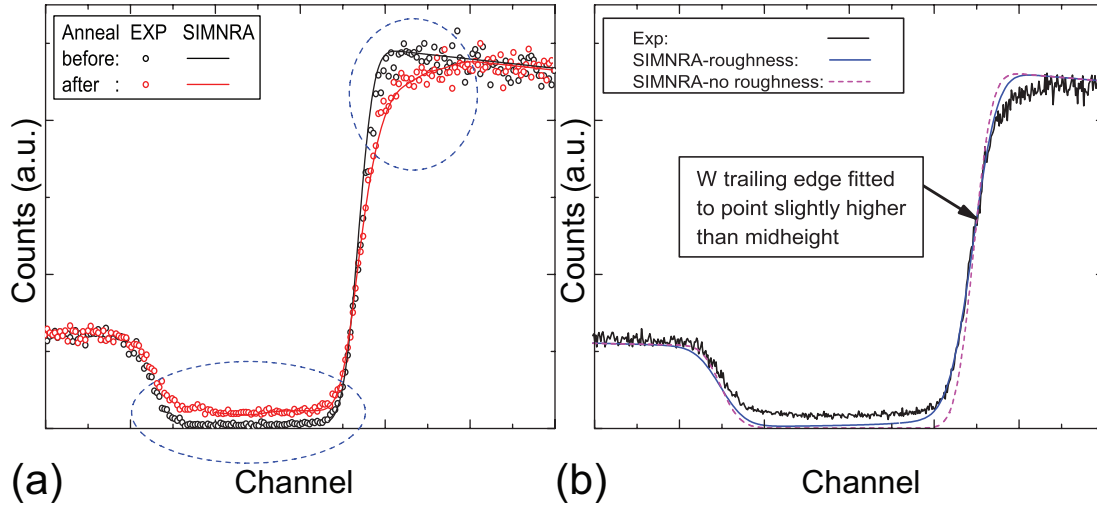 Anneal EXP SIMNRA
before:
after :
Counts (a.u.)
(a)
Channel
Exp:
SIMNRA-roughness:
SIMNRA-no roughness:
W trailing edge fitted
to point slightly higher
than midheight
Counts (a.u.)
(b)
Channel